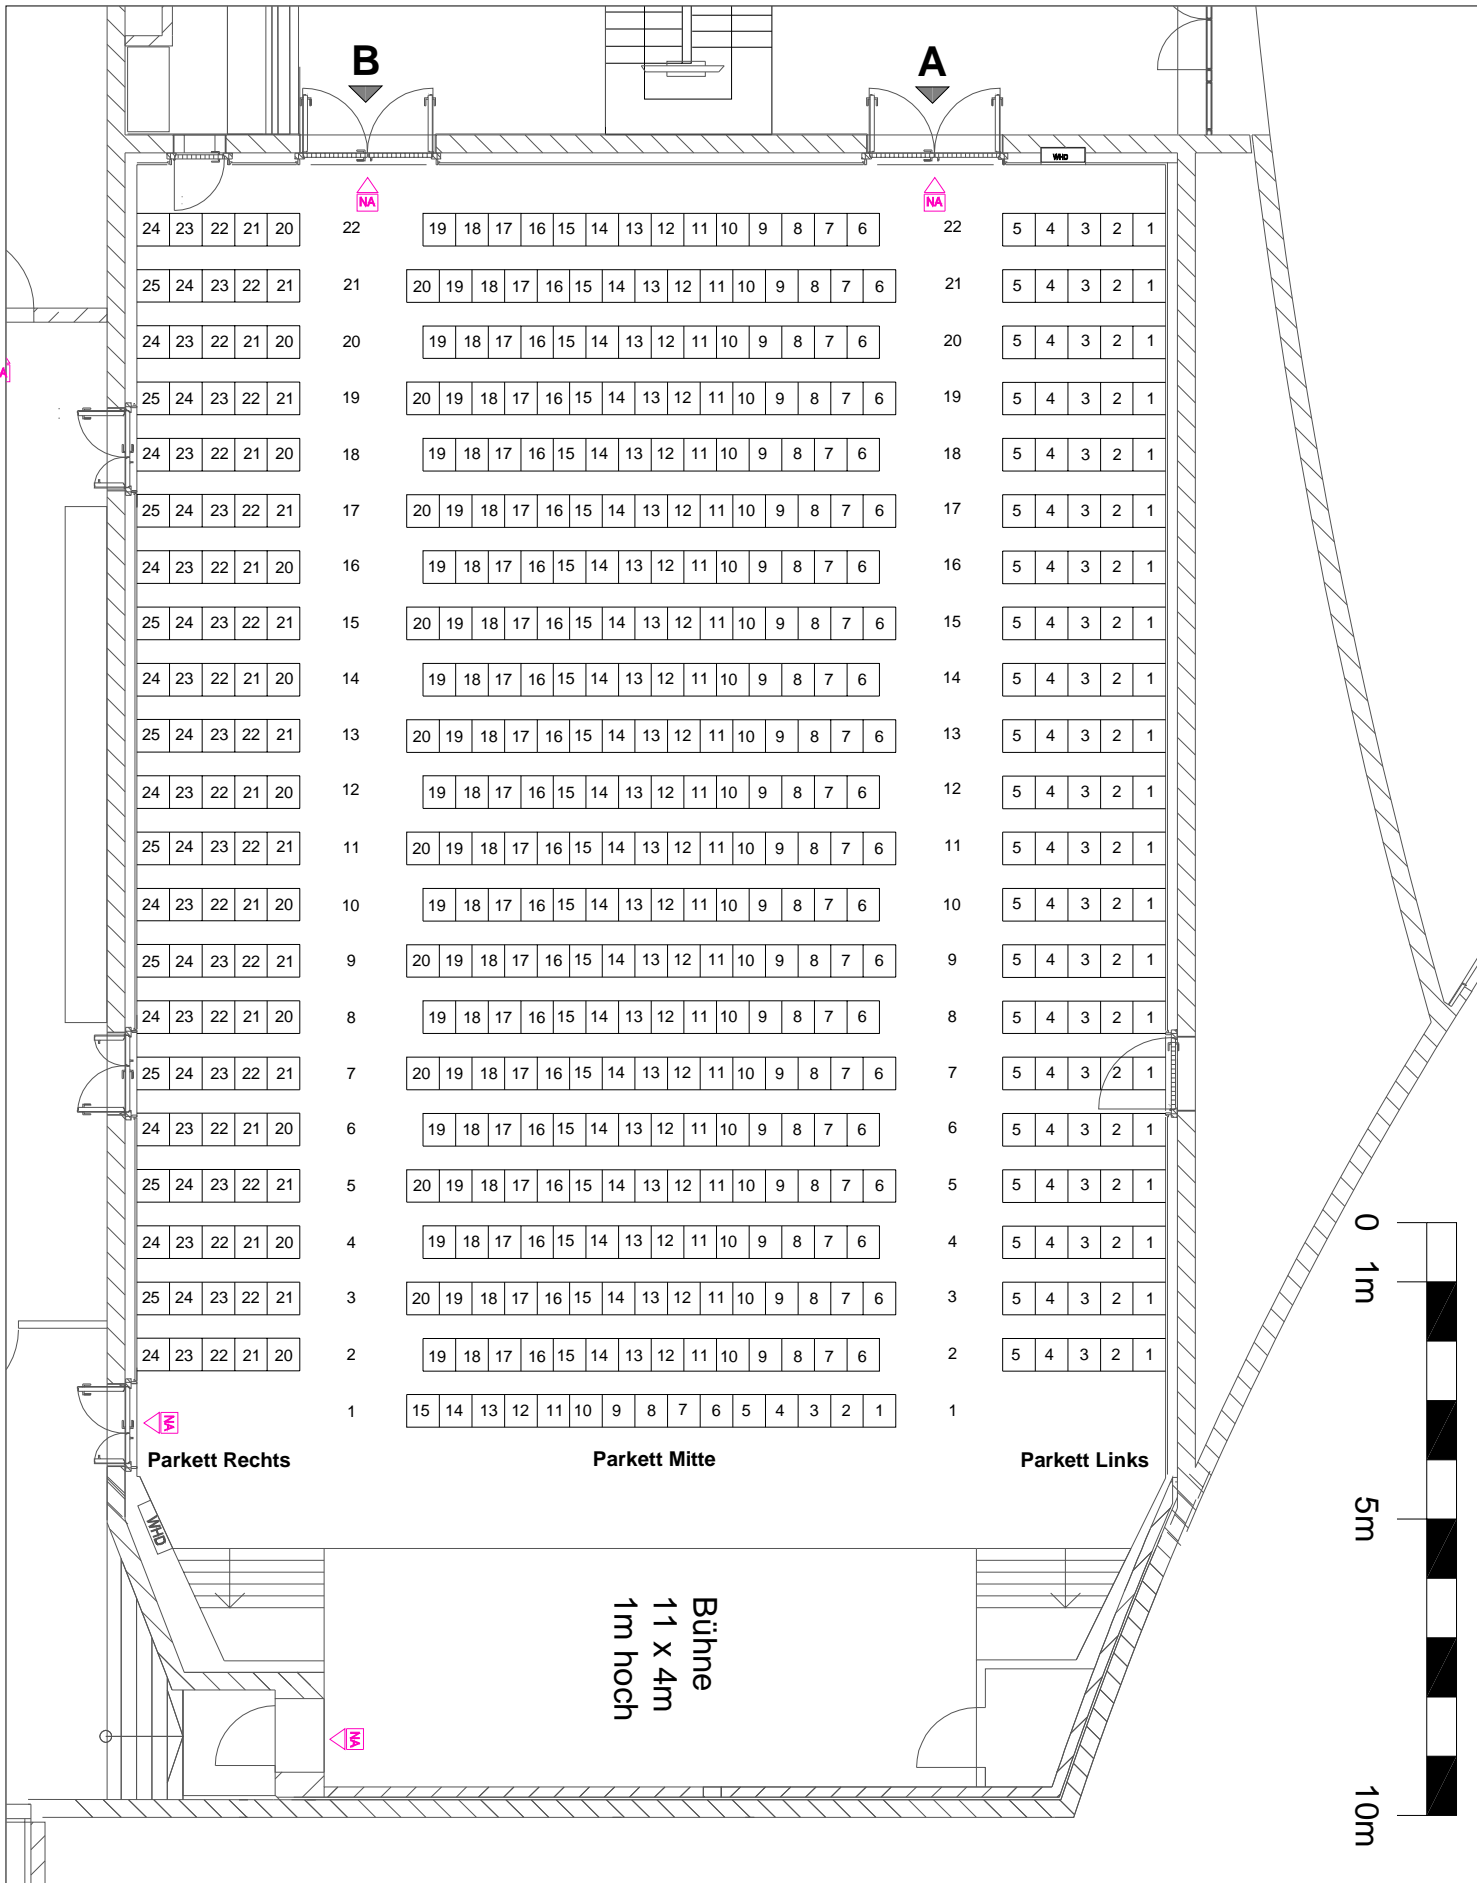 B
A
WHD
NA
NA
24 23 22 21 20 22 19 18 17 16 15 14 13 12 11 10 9 8 7 6 22 5 4 3 2 1
25 24 23 22 21 21 20 19 18 17 16 15 14 13 12 11 10 9 8 7 6 21 5 4 3 2 1
24 23 22 21 20 20 19 18 17 16 15 14 13 12 11 10 9 8 7 6 20 5 4 3 2 1
25 24 23 22 21 19 20 19 18 17 16 15 14 13 12 11 10 9 8 7 6 19 5 4 3 2 1
24 23 22 21 20 18 19 18 17 16 15 14 13 12 11 10 9 8 7 6 18 5 4 3 2 1
25 24 23 22 21 17 20 19 18 17 16 15 14 13 12 11 10 9 8 7 6 17 5 4 3 2 1
24 23 22 21 20 16 19 18 17 16 15 14 13 12 11 10 9 8 7 6 16 5 4 3 2 1
25 24 23 22 21 15 20 19 18 17 16 15 14 13 12 11 10 9 8 7 6 15 5 4 3 2 1
24 23 22 21 20 14 19 18 17 16 15 14 13 12 11 10 9 8 7 6 14 5 4 3 2 1
25 24 23 22 21 13 20 19 18 17 16 15 14 13 12 11 10 9 8 7 6 13 5 4 3 2 1
24 23 22 21 20 12 19 18 17 16 15 14 13 12 11 10 9 8 7 6 12 5 4 3 2 1
25 24 23 22 21 11 20 19 18 17 16 15 14 13 12 11 10 9 8 7 6 11 5 4 3 2 1
24 23 22 21 20 10 19 18 17 16 15 14 13 12 11 10 9 8 7 6 10 5 4 3 2 1
25 24 23 22 21 9 20 19 18 17 16 15 14 13 12 11 10 9 8 7 6 9 5 4 3 2 1
24 23 22 21 20 8 19 18 17 16 15 14 13 12 11 10 9 8 7 6 8 5 4 3 2 1
25 24 23 22 21 7 20 19 18 17 16 15 14 13 12 11 10 9 8 7 6 7 5 4 3 2 1
24 23 22 21 20 6 19 18 17 16 15 14 13 12 11 10 9 8 7 6 6 5 4 3 2 1
25 24 23 22 21 5 20 19 18 17 16 15 14 13 12 11 10 9 8 7 6 5 5 4 3 2 1
24 23 22 21 20 4 19 18 17 16 15 14 13 12 11 10 9 8 7 6 4 5 4 3 2 1
25 24 23 22 21 3 20 19 18 17 16 15 14 13 12 11 10 9 8 7 6 3 5 4 3 2 1
24 23 22 21 20 2 19 18 17 16 15 14 13 12 11 10 9 8 7 6 2 5 4 3 2 1
1 15 14 13 12 11 10 9 8 7 6 5 4 3 2 1 1
NA
Parkett Rechts
Parkett Mitte
Parkett Links
WHD
Bühne
11 x 4m
1m hoch
NA
0
1m
5m
10m